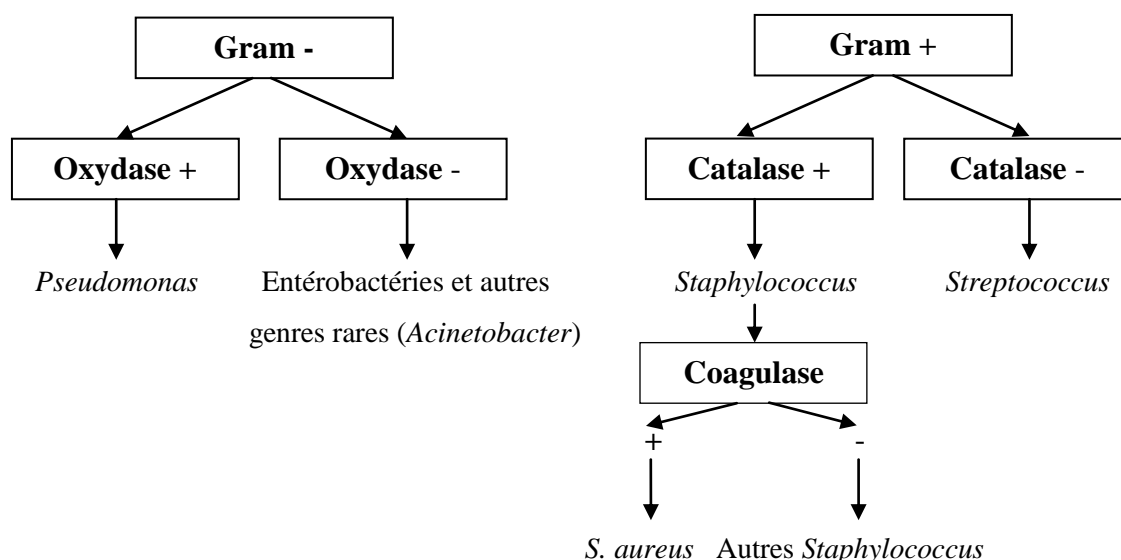 Gram -
Gram +
Oxydase +
Oxydase -
Catalase +
Catalase -
Pseudomonas
Entérobactéries et autres
genres rares (Acinetobacter)
Staphylococcus
Streptococcus
Coagulase
+
-
S. aureus
Autres Staphylococcus